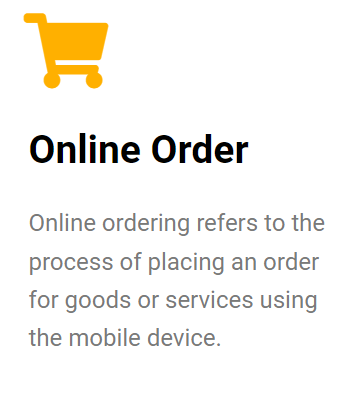 Online Order
Online ordering refers to the
process of placing an order
for goods or services using
the mobile device.